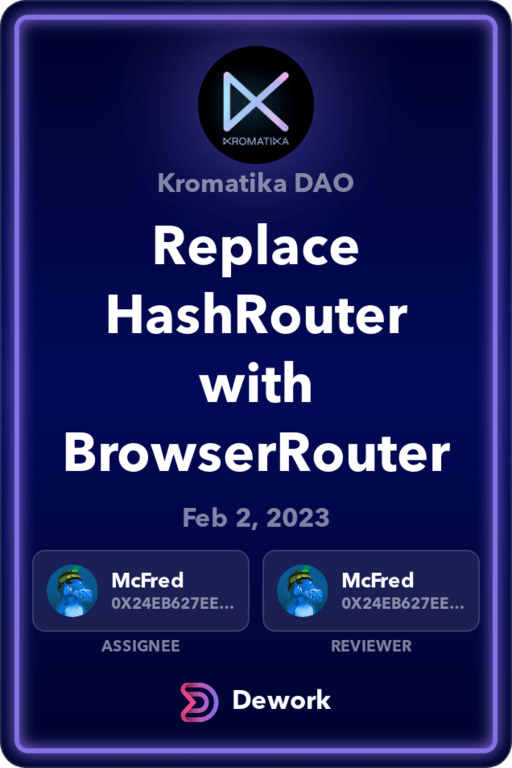 KROMATIKA
Kromatika DAO
Replace
HashRouter
with
BrowserRouter
Feb 2, 2023
McFred
0X24EB627EE...
ASSIGNEE
McFred
0X24EB627EE...
REVIEWER
Dework